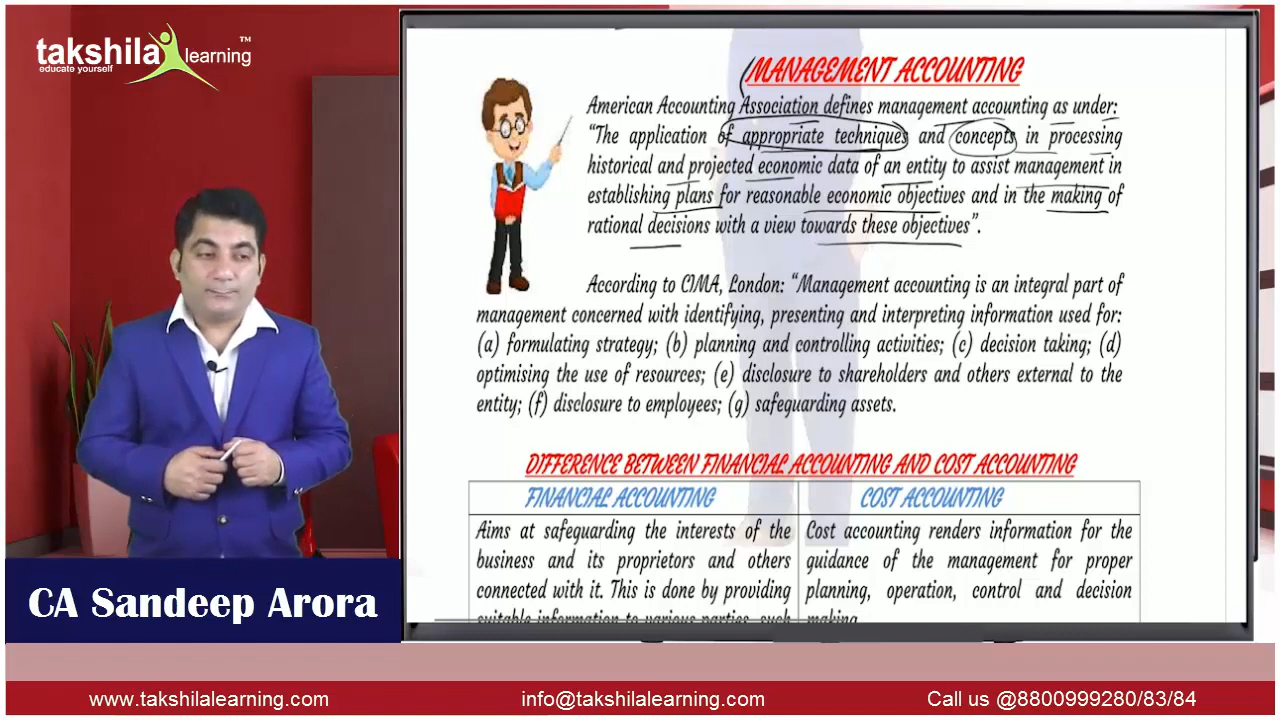 takshila learning ™
educate yourself
MANAGEMENT ACCOUNTING
American Accounting Association defines management accounting as under:
“The application of appropriate techniques and concepts in processing
historical and projected economic data of an entity to assist management in
establishing plans for reasonable economic objectives and in the making of
rational decisions with a view towards these objectives”.
According to CIMA, London: “Management accounting is an integral part of
management concerned with identifying, presenting and interpreting information used for:
(a) formulating strategy; (b) planning and controlling activities; (c) decision taking; (d)
optimising the use of resources; (e) disclosure to shareholders and others external to the
entity; (f) disclosure to employees; (g) safeguarding assets.
DIFFERENCE BETWEEN FINANCIAL ACCOUNTING AND COST ACCOUNTING
FINANCIAL ACCOUNTING
Aims at safeguarding the interests of the
business and its proprietors and others
connected with it. This is done by providing
suitable information to various parties, such
COST ACCOUNTING
Cost accounting renders information for the
guidance of the management for proper
planning, operation, control and decision
making.
CA Sandeep Arora
www.takshilalearning.com
info@takshilalearning.com
Call us @8800999280/83/84